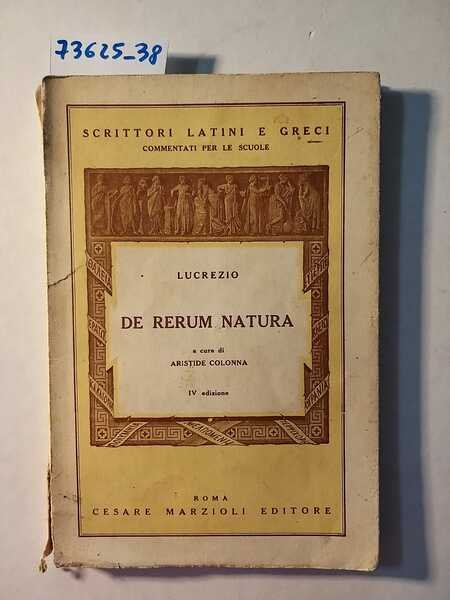 73625_38
SCRITTORI LATINI E GRECI
COMMENTATI PER LE SCUOLE
LUCREZIO
DE RERUM NATURA
a cura di
ARISTIDE COLONNA
IV edizione
ROMA
CESARE MARZIOLI EDITORE